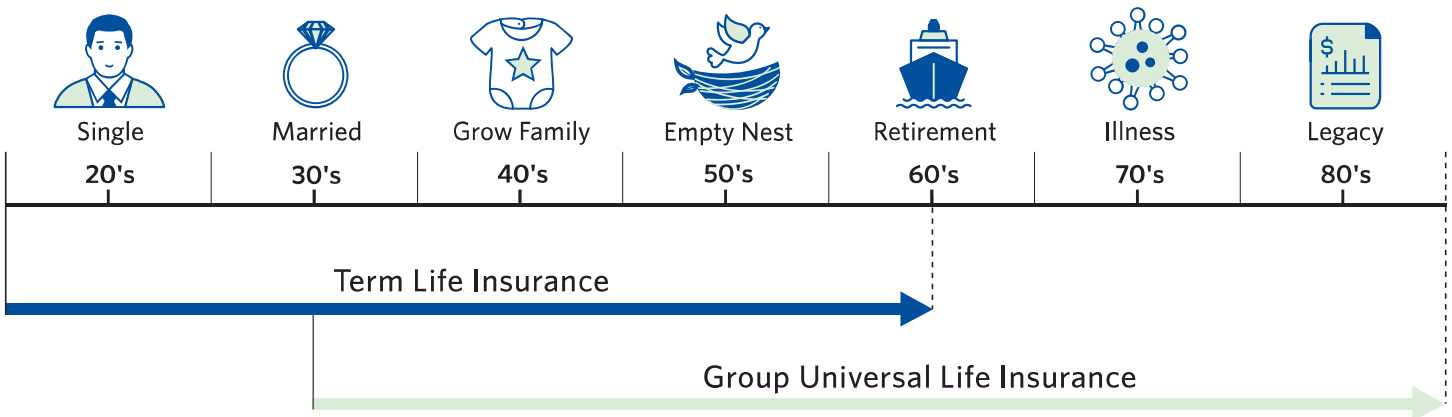 Single Married Grow Family Empty Nest Retirement Illness Legacy
20's 30's 40's 50's 60's 70's 80's
Term Life Insurance
Group Universal Life Insurance
$